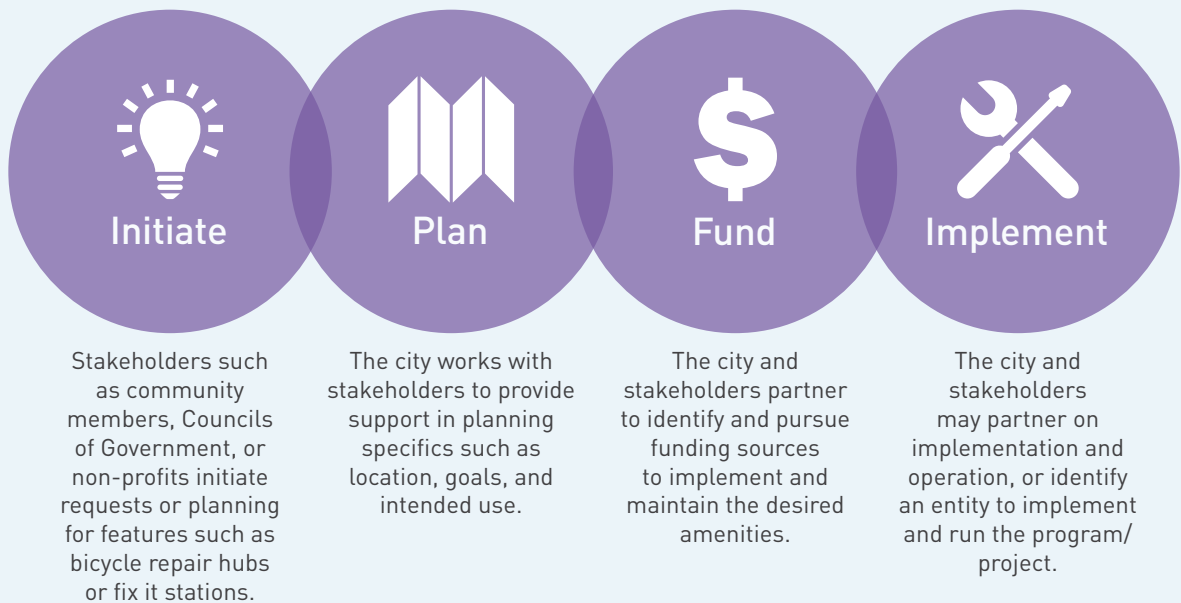 Initiate
Stakeholders such
as community
members, Councils
of Government, or
non-profits initiate
requests or planning
for features such as
bicycle repair hubs
or fix it stations.
Plan
The city works with
stakeholders to provide
support in planning
specifics such as
location, goals, and
intended use.
$
Fund
The city and
stakeholders partner
to identify and pursue
funding sources
to implement and
maintain the desired
amenities.
Implement
The city and
stakeholders
may partner on
implementation and
operation, or identify
an entity to implement
and run the program/
project.